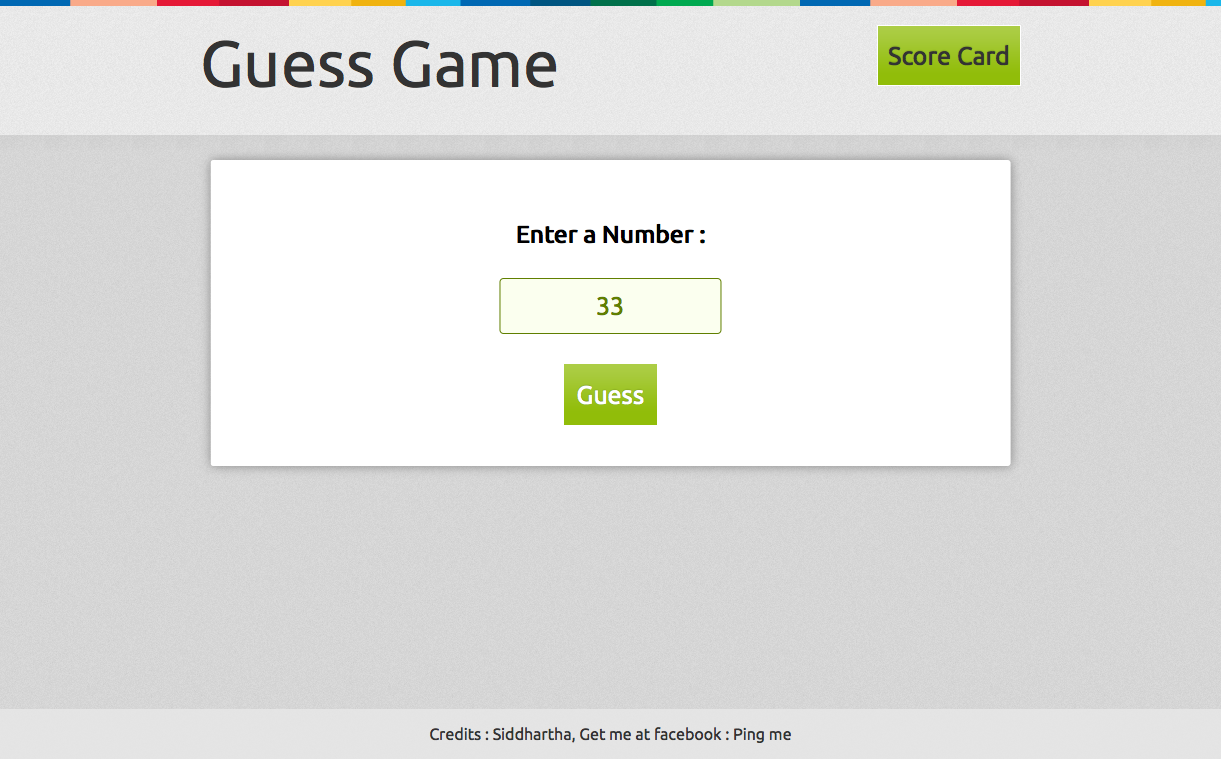 Guess Game
Score Card
Enter a Number :
33
Guess
Credits : Siddhartha, Get me at facebook : Ping me